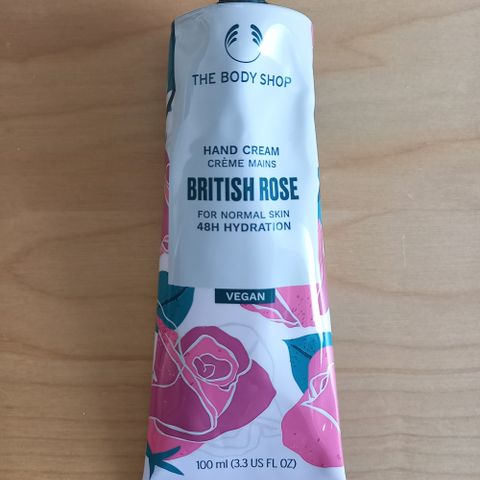 THE BODY SHOP
HAND CREAM
CRÈME MAINS
BRITISH ROSE
FOR NORMAL SKIN
48H HYDRATION
VEGAN
100 ml (3.3 US FL OZ)